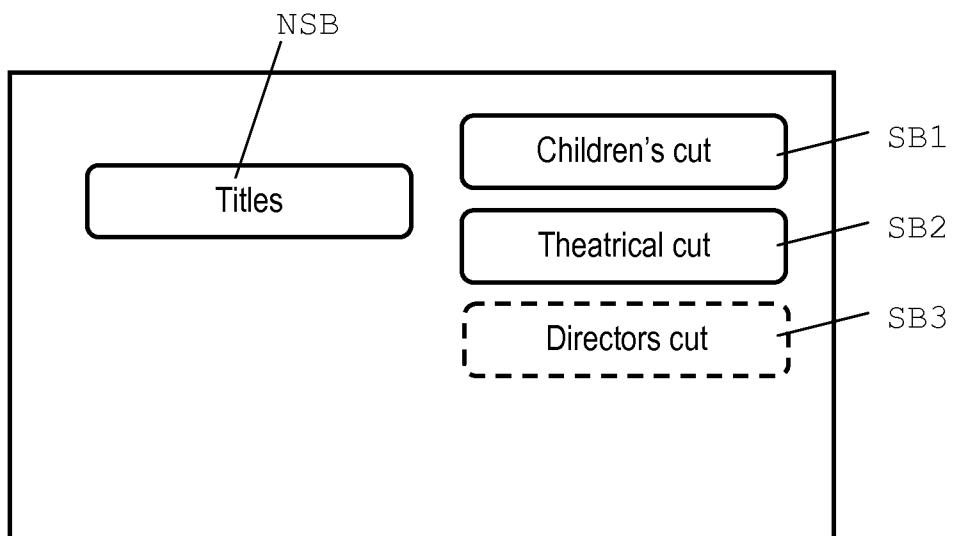 NSB
Children's cut
SB1
Titles
Theatrical cut
SB2
Directors cut
SB3